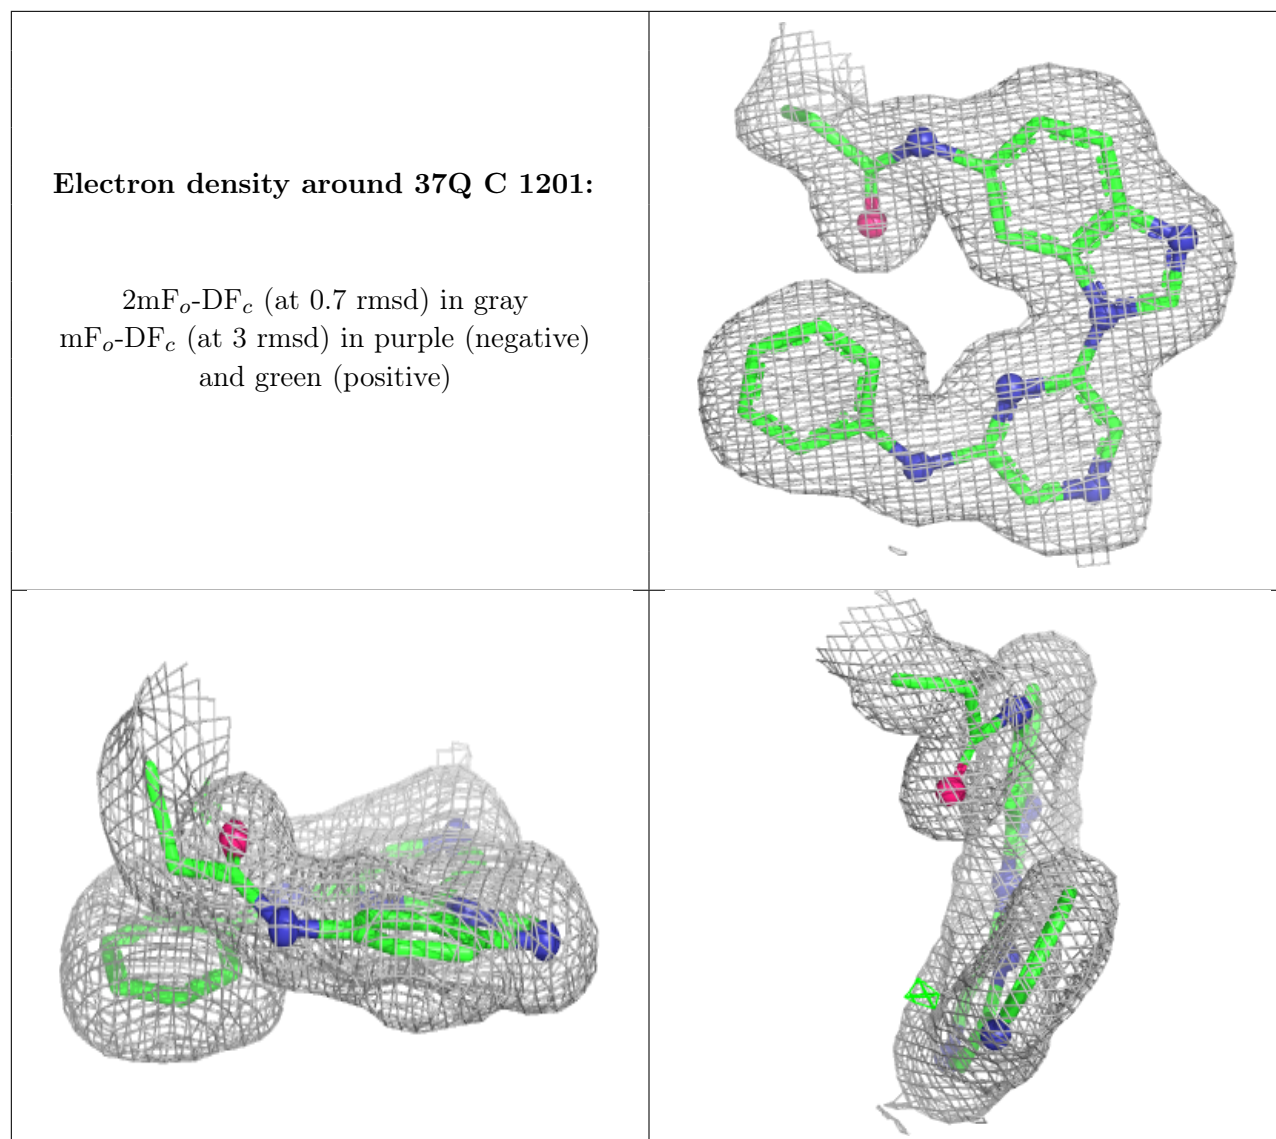 Electron density around 37Q C 1201:
2mFo-DFc (at 0.7 rmsd) in gray
mFo-DFc (at 3 rmsd) in purple (negative)
and green (positive)